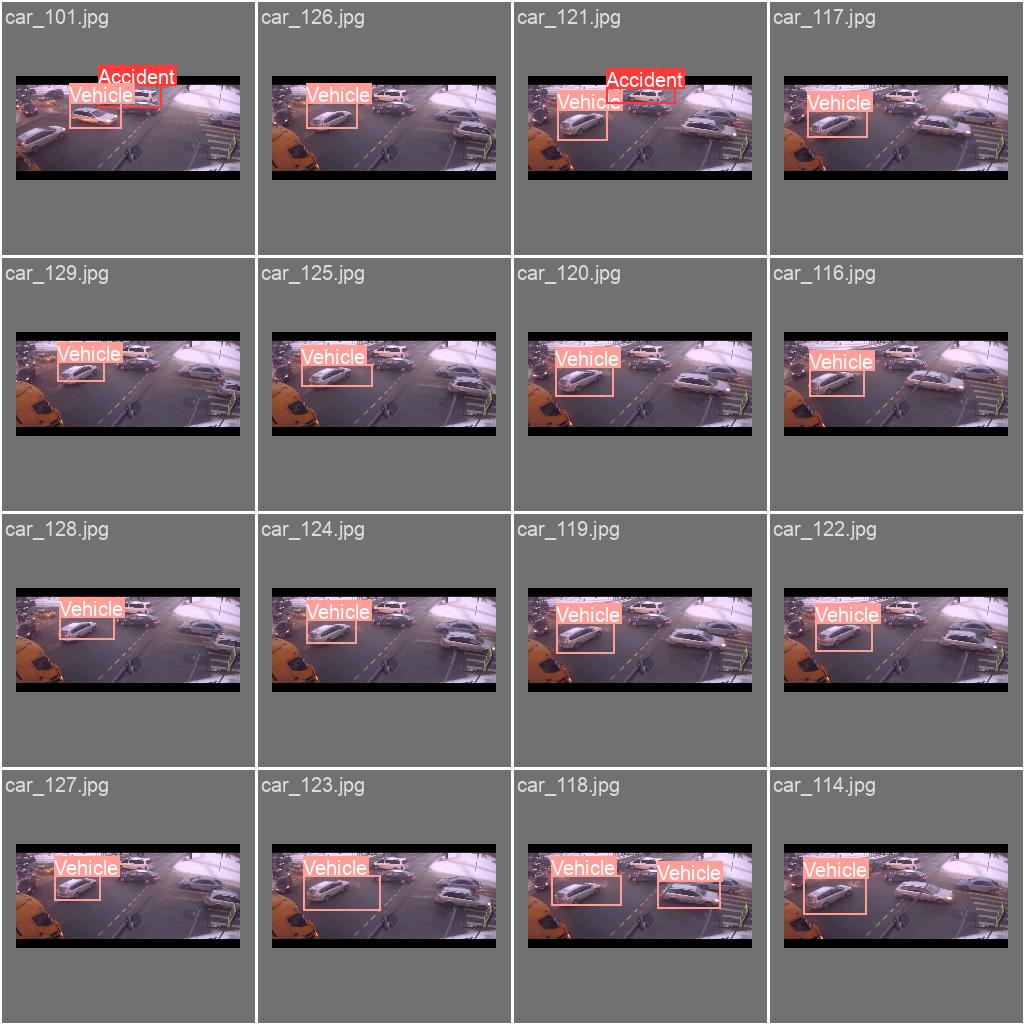 car_101.jpg
Accident
Vehicle
car_126.jpg
Vehicle
car_121.jpg
Accident
Vehicle
car_117.jpg
Vehicle
car_129.jpg
Vehicle
car_125.jpg
Vehicle
car_120.jpg
Vehicle
car_116.jpg
Vehicle
car_128.jpg
Vehicle
car_124.jpg
Vehicle
car_119.jpg
Vehicle
car_122.jpg
Vehicle
car_127.jpg
Vehicle
car_123.jpg
Vehicle
car_118.jpg
Vehicle
Vehicle
car_114.jpg
Vehicle